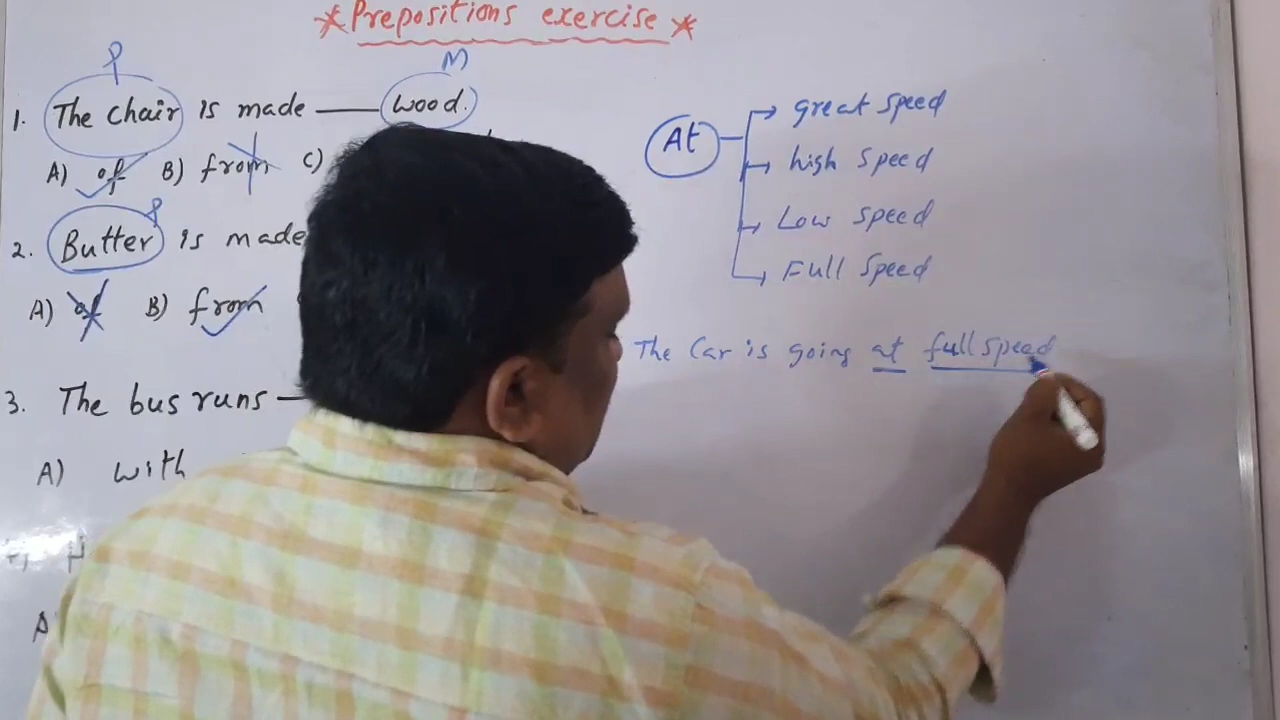 *Prepositions exercise*
P
M
1. The chair is made —— wood.
A) of B) from C)
P
2. Butter is made
A) of B) from
3. The bus runs —
A) with
A
At
great speed
high speed
Low speed
Full speed
The Car is going at full speed